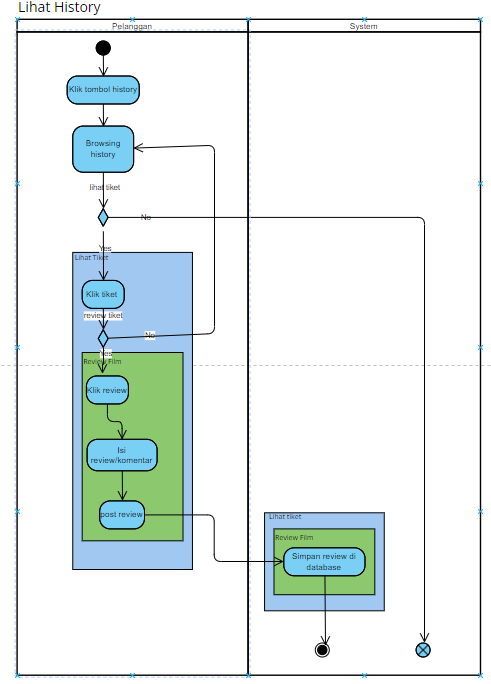 Lihat History
Pelanggan
System
Klik tombol history
Browsing
history
lihat tiket
No
Yes
Lihat Tiket
Klik tiket
review tiket
No
Yes
Review Film
Klik review
Isi
review/komentar
post review
Lihat tiket
Review Film
Simpan review di
database